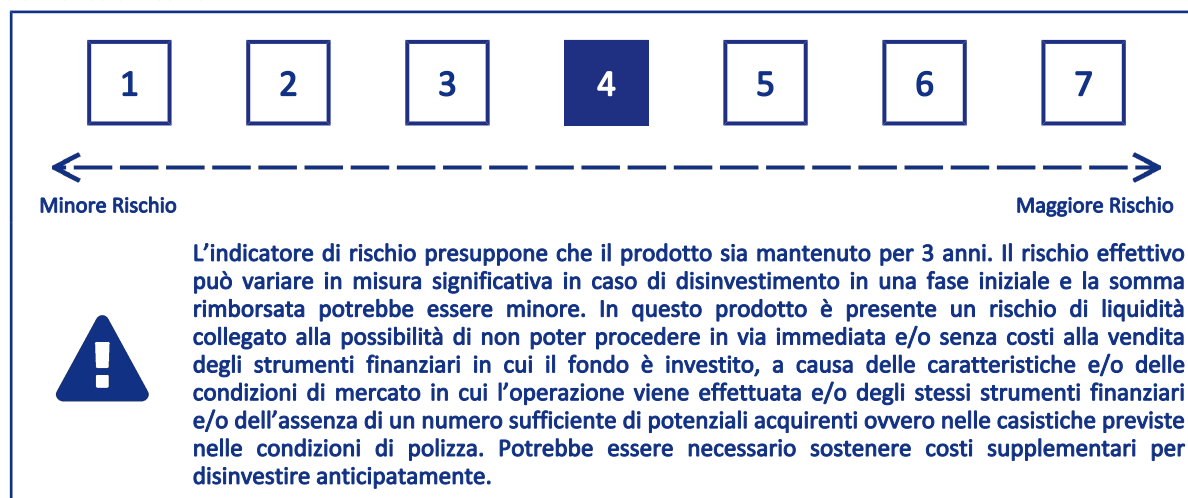 1 2 3 4 5 6 7
Minore Rischio Maggiore Rischio
L’indicatore di rischio presuppone che il prodotto sia mantenuto per 3 anni. Il rischio effettivo
può variare in misura significativa in caso di disinvestimento in una fase iniziale e la somma
rimborsata potrebbe essere minore. In questo prodotto è presente un rischio di liquidità
collegato alla possibilità di non poter procedere in via immediata e/o senza costi alla vendita
degli strumenti finanziari in cui il fondo è investito, a causa delle caratteristiche e/o delle
condizioni di mercato in cui l’operazione viene effettuata e/o degli stessi strumenti finanziari
e/o dell’assenza di un numero sufficiente di potenziali acquirenti ovvero nelle casistiche previste
nelle condizioni di polizza. Potrebbe essere necessario sostenere costi supplementari per
disinvestire anticipatamente.